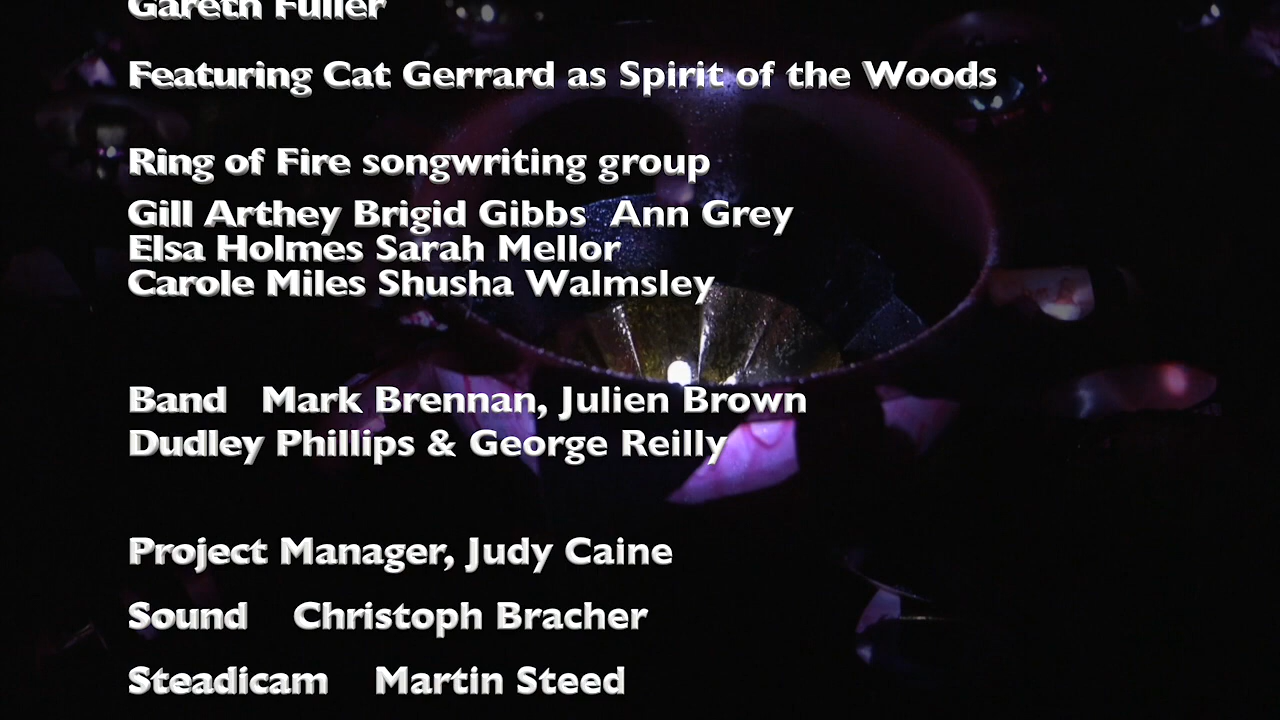 Gareth Fuller
Featuring Cat Gerrard as Spirit of the Woods
Ring of Fire songwriting group
Gill Arthey Brigid Gibbs Ann Grey
Elsa Holmes Sarah Mellor
Carole Miles Shusha Walmsley
Band Mark Brennan, Julien Brown
Dudley Phillips & George Reilly
Project Manager, Judy Caine
Sound Christoph Bracher
Steadicam Martin Steed